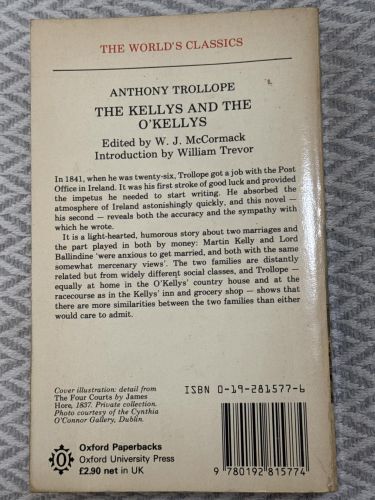 THE WORLD'S CLASSICS
ANTHONY TROLLOPE
THE KELLYS AND THE
O'KELLYS
Edited by W. J. McCormack
Introduction by William Trevor
In 1841, when he was twenty-six, Trollope got a job with the Post
Office in Ireland. It was his first stroke of good luck and provided
the impetus he needed to start writing. He absorbed the
atmosphere of Ireland astonishingly quickly, and this novel –
his second – reveals both the accuracy and the sympathy with
which he wrote.
It is a light-hearted, humorous story about two marriages and
the part played in both by money: Martin Kelly and Lord
Ballindine 'were anxious to get married, and both with the same
somewhat mercenary views'. The two families are distantly
related but from widely different social classes, and Trollope –
equally at home in the O'Kellys' country house and at the
racecourse as in the Kellys' inn and grocery shop – shows that
there are more similarities between the two families than either
would care to admit.
Cover illustration: detail from
The Four Courts by James
Hore, 1837. Private collection.
Photo courtesy of the Cynthia
O'Connor Gallery, Dublin.
ISBN 0-19-281577-6
Oxford Paperbacks
Oxford University Press
£2.90 net in UK
9 780192 815774